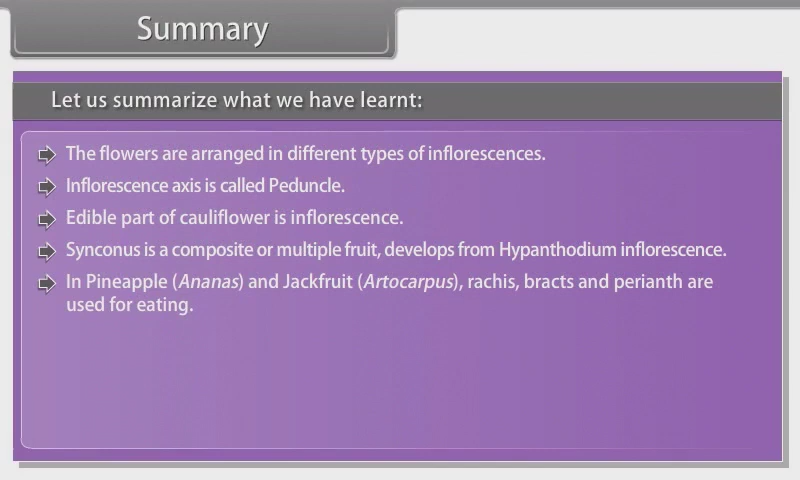 Summary
Let us summarize what we have learnt:
The flowers are arranged in different types of inflorescences.
Inflorescence axis is called Peduncle.
Edible part of cauliflower is inflorescence.
Synconus is a composite or multiple fruit, develops from Hypanthodium inflorescence.
In Pineapple (Ananas) and Jackfruit (Artocarpus), rachis, bracts and perianth are
used for eating.